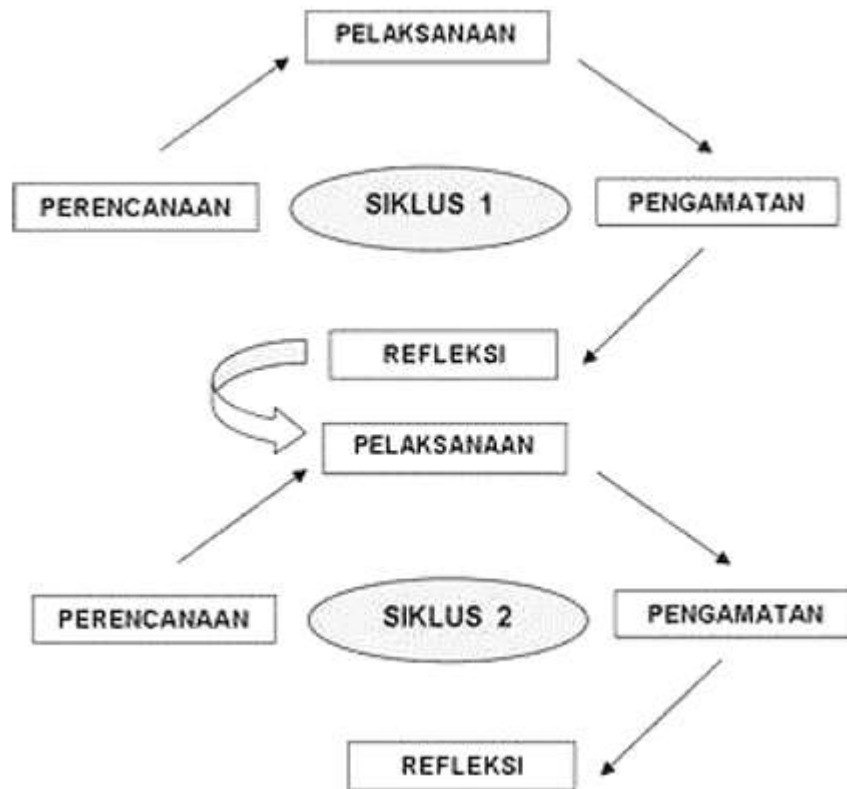 PELAKSANAAN
PERENCANAAN
SIKLUS 1
PENGAMATAN
REFLEKSI
PELAKSANAAN
PERENCANAAN
SIKLUS 2
PENGAMATAN
REFLEKSI